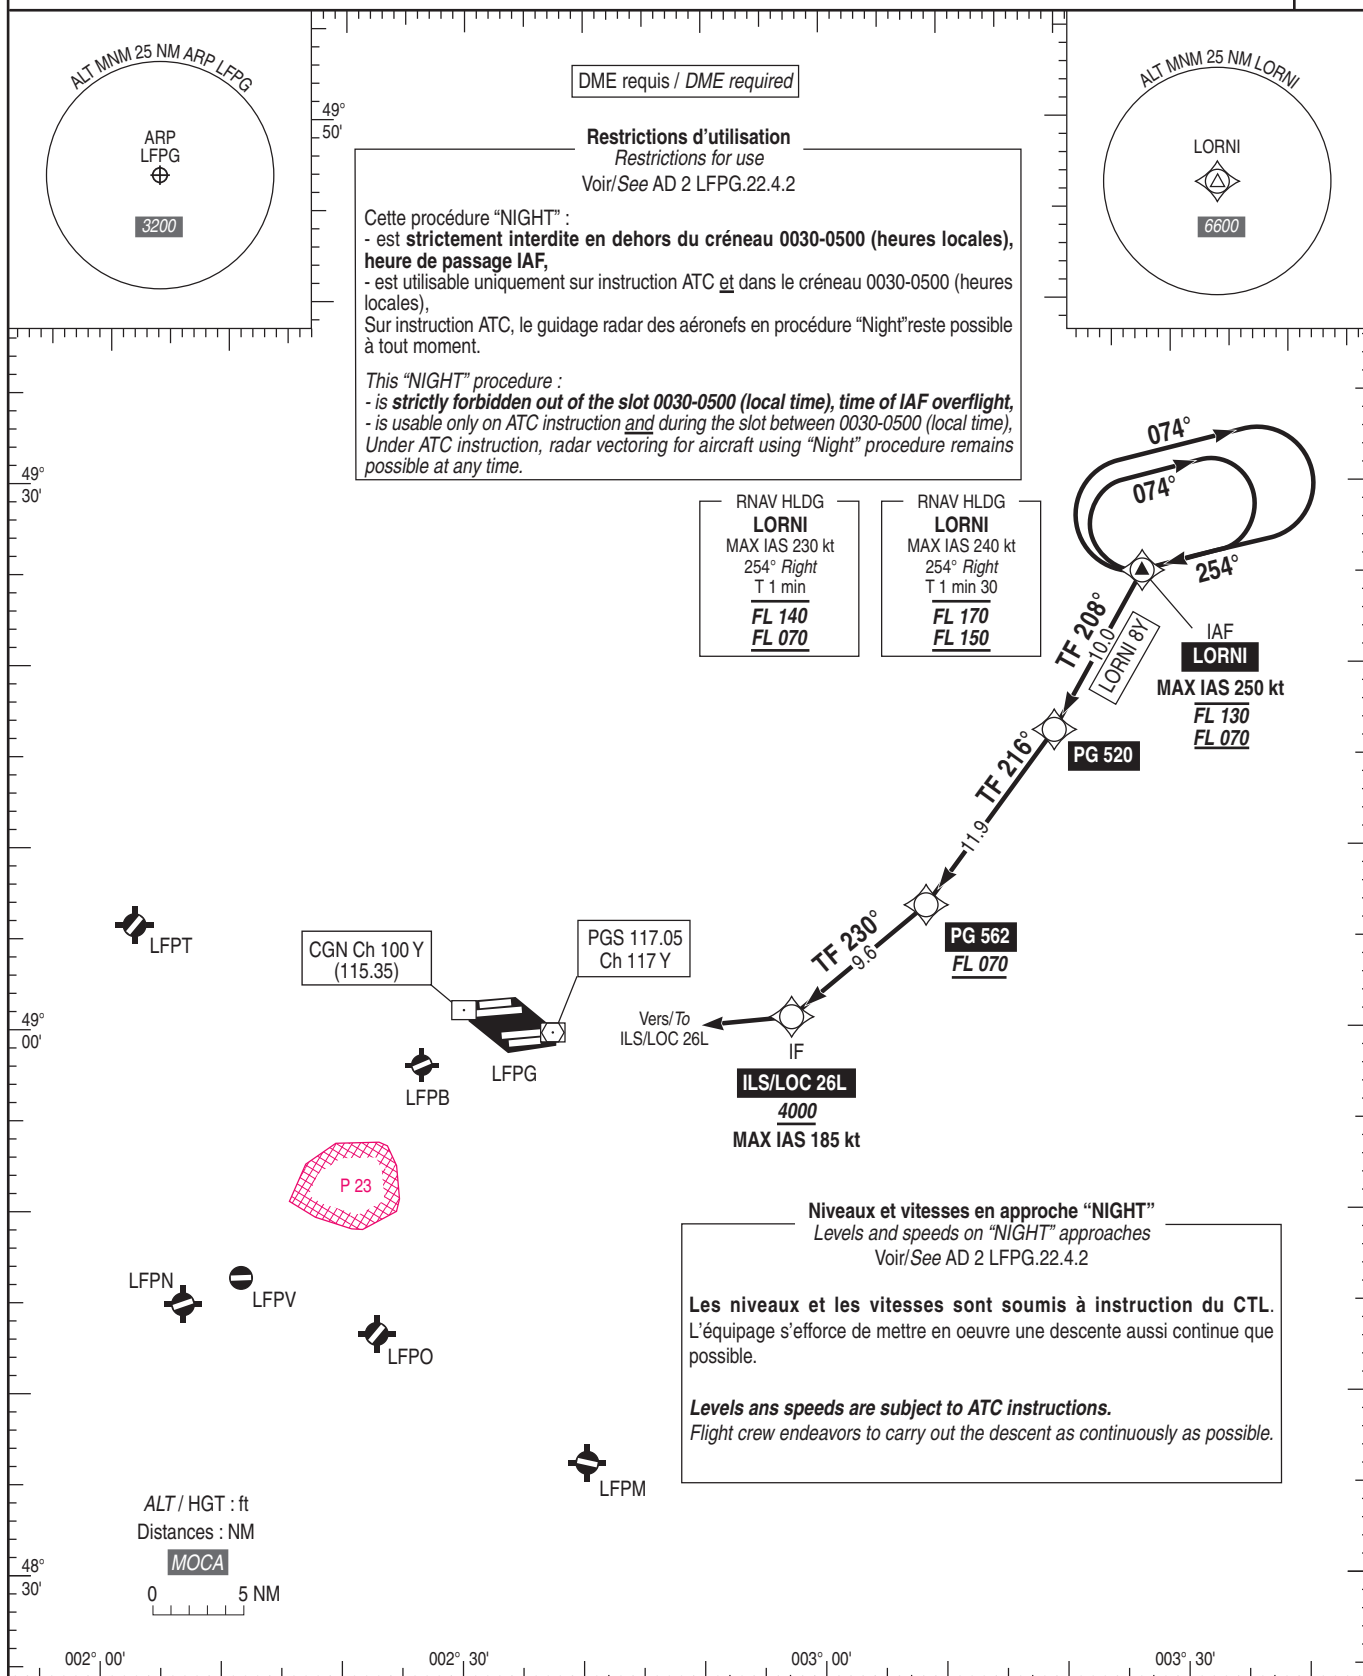 ALT MNM 25 NM ARP LFPG
ARP
LFPG
3200
49°
50'
DME requis / DME required
ALT MNM 25 NM LORNI
LORNI
6600
Restrictions d'utilisation
Restrictions for use
Voir/See AD 2 LFPG.22.4.2
Cette procédure “NIGHT” :
- est strictement interdite en dehors du créneau 0030-0500 (heures locales),
heure de passage IAF,
- est utilisable uniquement sur instruction ATC et dans le créneau 0030-0500 (heures
locales),
Sur instruction ATC, le guidage radar des aéronefs en procédure “Night”reste possible
à tout moment.
This “NIGHT” procedure :
- is strictly forbidden out of the slot 0030-0500 (local time), time of IAF overflight,
- is usable only on ATC instruction and during the slot between 0030-0500 (local time),
Under ATC instruction, radar vectoring for aircraft using “Night” procedure remains
possible at any time.
49°
30'
RNAV HLDG
LORNI
MAX IAS 230 kt
254° Right
T 1 min
FL 140
FL 070
RNAV HLDG
LORNI
MAX IAS 240 kt
254° Right
T 1 min 30
FL 170
FL 150
074°
074°
254°
TF 208°
10.0
LORNI 8Y
IAF
LORNI
MAX IAS 250 kt
FL 130
FL 070
PG 520
TF 216°
11.9
PG 562
FL 070
TF 230°
9.6
LFPT
CGN Ch 100 Y
(115.35)
PGS 117.05
Ch 117 Y
49°
00'
Vers/To
ILS/LOC 26L
IF
ILS/LOC 26L
4000
MAX IAS 185 kt
LFPG
LFPB
P 23
LFPN
LFPV
LFPO
LFPM
Niveaux et vitesses en approche “NIGHT”
Levels and speeds on “NIGHT” approaches
Voir/See AD 2 LFPG.22.4.2
Les niveaux et les vitesses sont soumis à instruction du CTL.
L'équipage s'efforce de mettre en oeuvre une descente aussi continue que
possible.
Levels ans speeds are subject to ATC instructions.
Flight crew endeavors to carry out the descent as continuously as possible.
ALT / HGT : ft
Distances : NM
MOCA
0 5 NM
48°
30'
002° 00'
002° 30'
003° 00'
003° 30'